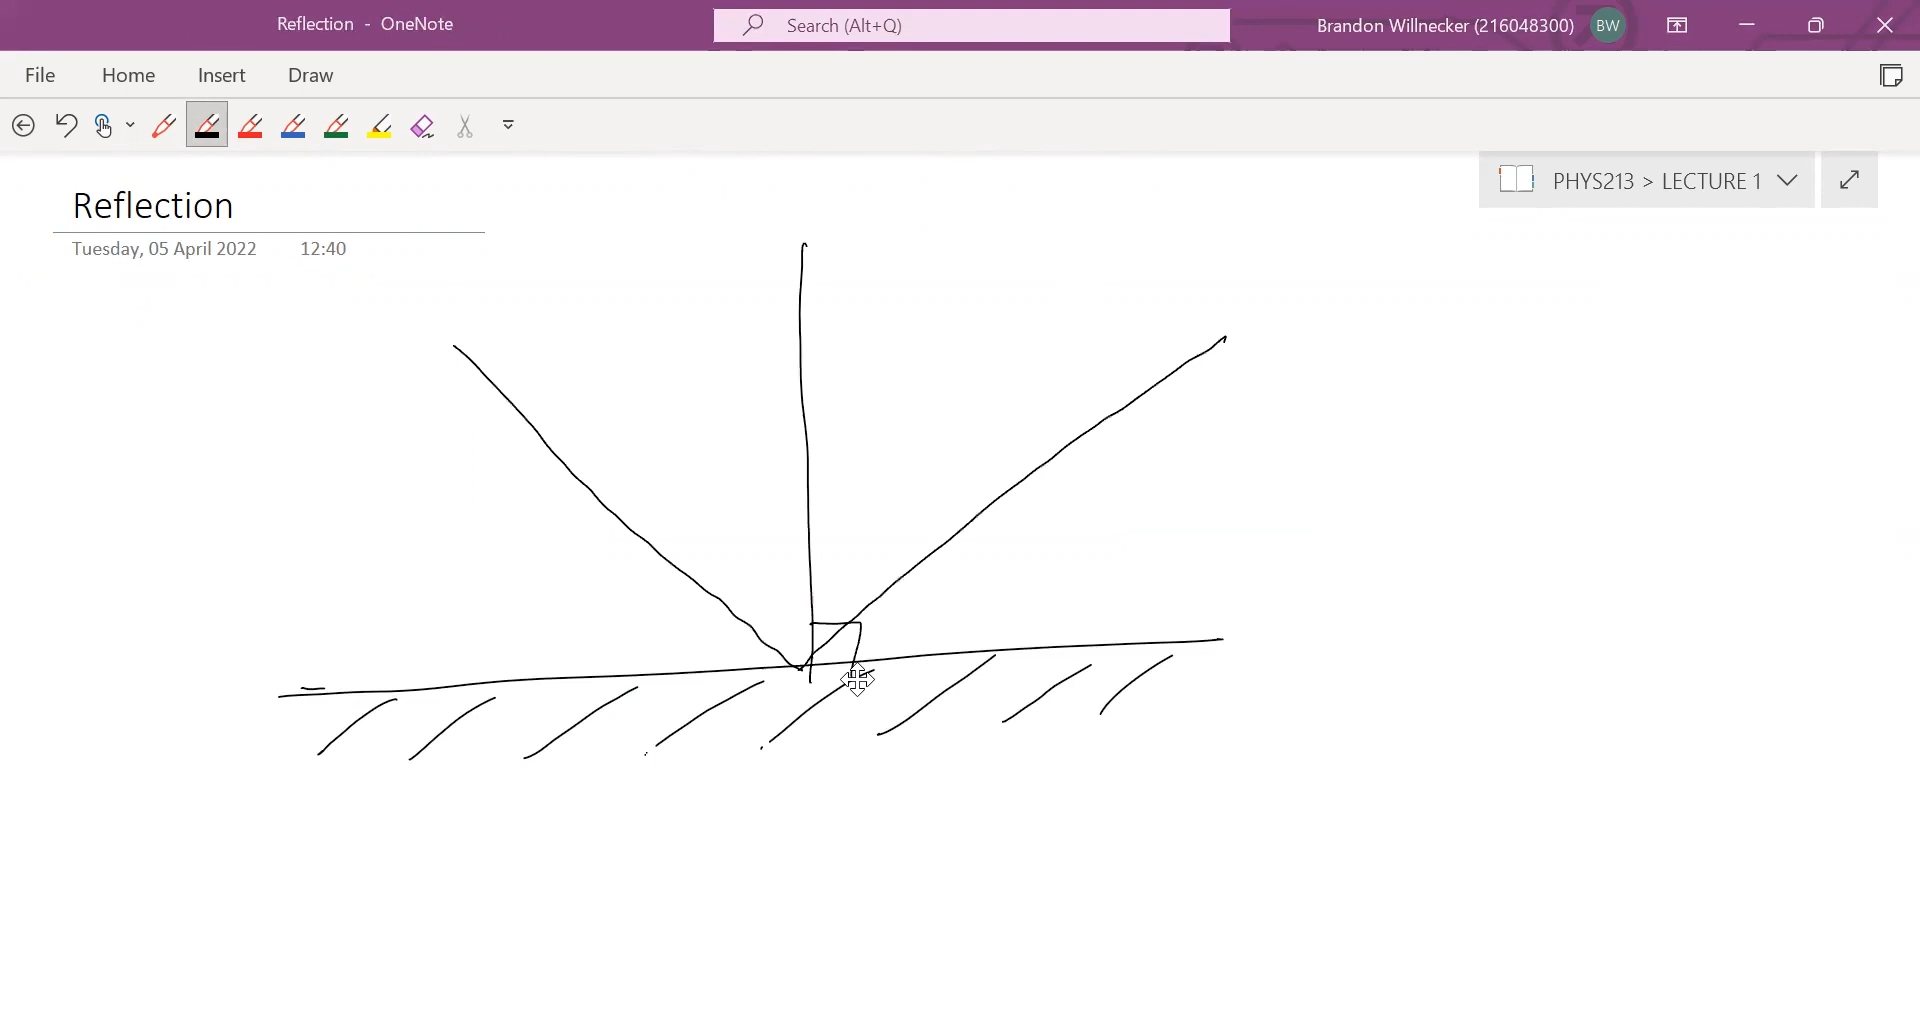 Reflection - OneNote
Search (Alt+Q)
Brandon Willnecker (216048300)
BW
File
Home
Insert
Draw
PHYS213 > LECTURE 1
Reflection
Tuesday, 05 April 2022
12:40